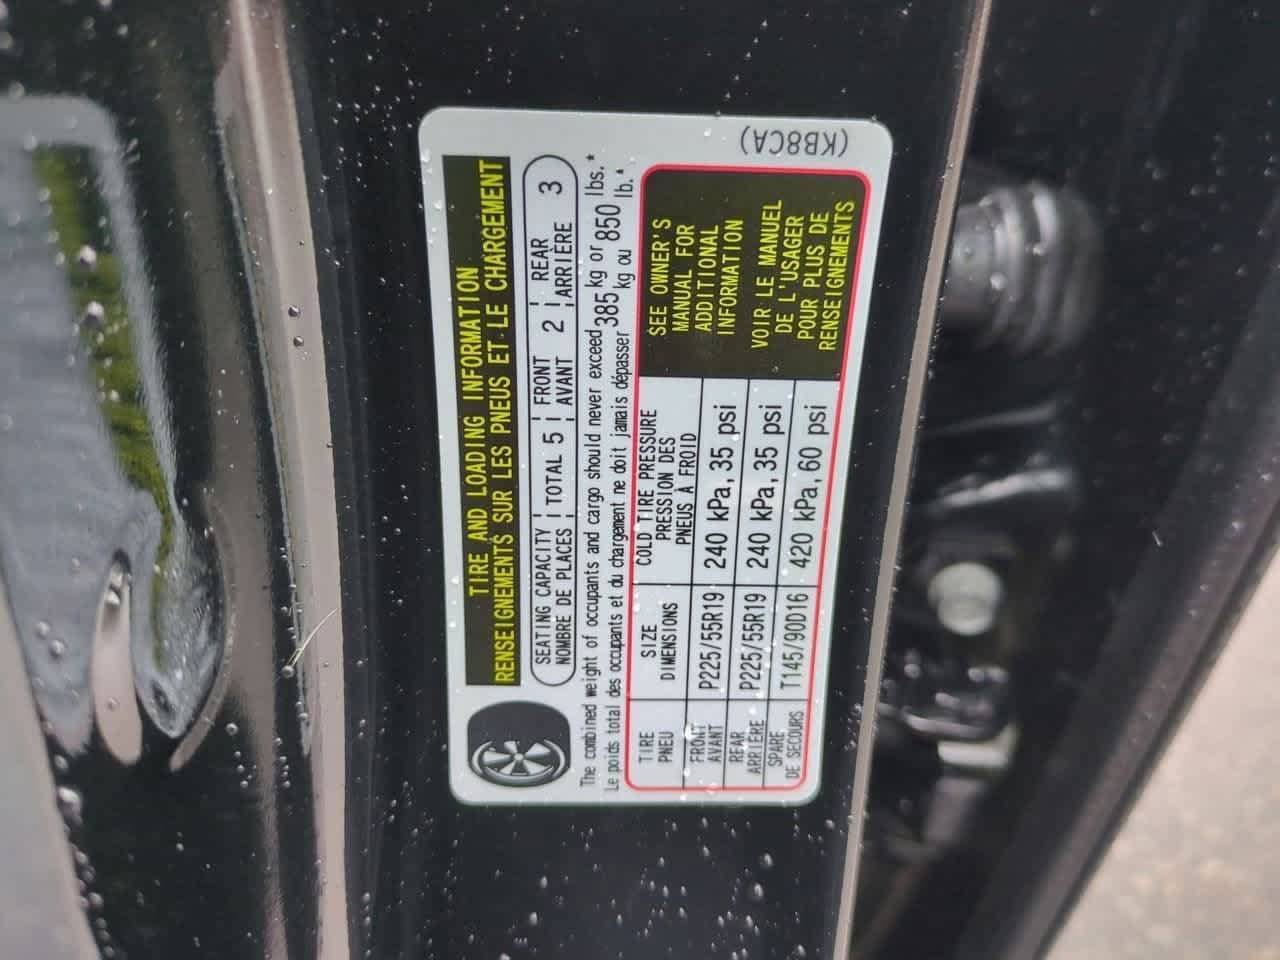 (KB8CA)
TIRE AND LOADING INFORMATION
RENSEIGNEMENTS SUR LES PNEUS ET LE CHARGEMENT
SEATING CAPACITY TOTAL 5 FRONT 2 REAR 3
NOMBRE DE PLACES AVANT ARRIÈRE
The combined weight of occupants and cargo should never exceed 385 kg or 850 lbs.*
Le poids total des occupants et du chargement ne doit jamais dépasser kg ou lb.*
TIRE SIZE COLD TIRE PRESSURE
PNEU DIMENSIONS PRESSION DES
PNEUS À FROID
FRONT P225/55R19 240 kPa, 35 psi
AVANT
REAR P225/55R19 240 kPa, 35 psi
ARRIÈRE
SPARE T145/90D16 420 kPa, 60 psi
DE SECOURS
SEE OWNER'S
MANUAL FOR
ADDITIONAL
INFORMATION
VOIR LE MANUEL
DE L'USAGER
POUR PLUS DE
RENSEIGNEMENTS